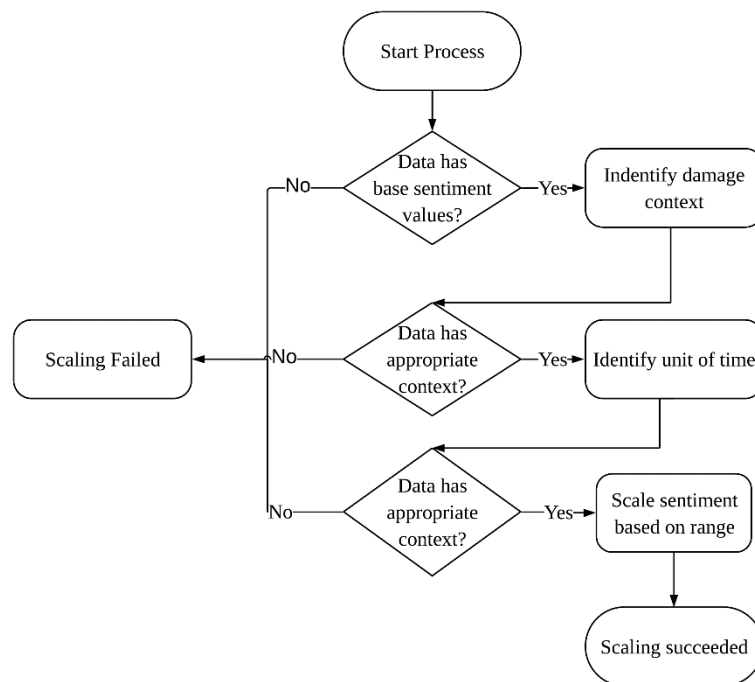 Start Process
Data has
base sentiment
values?
No
Yes
Indentify damage
context
Scaling Failed
No
Data has
appropriate
context?
Yes
Identify unit of time
No
Data has
appropriate
context?
Yes
Scale sentiment
based on range
Scaling succeeded